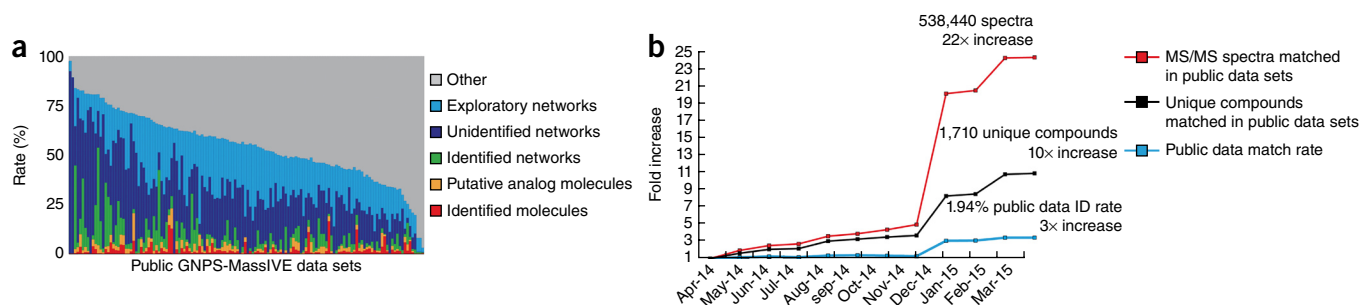 a
100
75
50
25
0
Rate (%)
Public GNPS-MassIVE data sets
Other
Exploratory networks
Unidentified networks
Identified networks
Putative analog molecules
Identified molecules
b
25
23
21
19
17
15
13
11
9
7
5
3
1
Fold increase
538,440 spectra
22× increase
1,710 unique compounds
10× increase
1.94% public data ID rate
3× increase
Apr-14
May-14
Jun-14
Jul-14
Aug-14
sep-14
Oct-14
Nov-14
Dec-14
Jan-15
Feb-15
Mar-15
MS/MS spectra matched
in public data sets
Unique compounds
matched in public data sets
Public data match rate